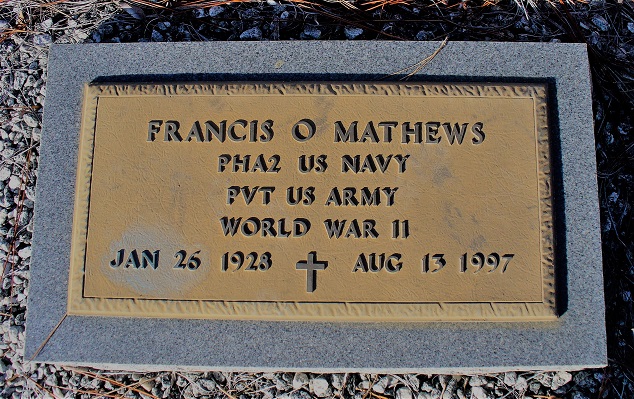 FRANCIS O MATHEWS
PHA2 US NAVY
PVT US ARMY
WORLD WAR II
JAN 26 1928 AUG 13 1997